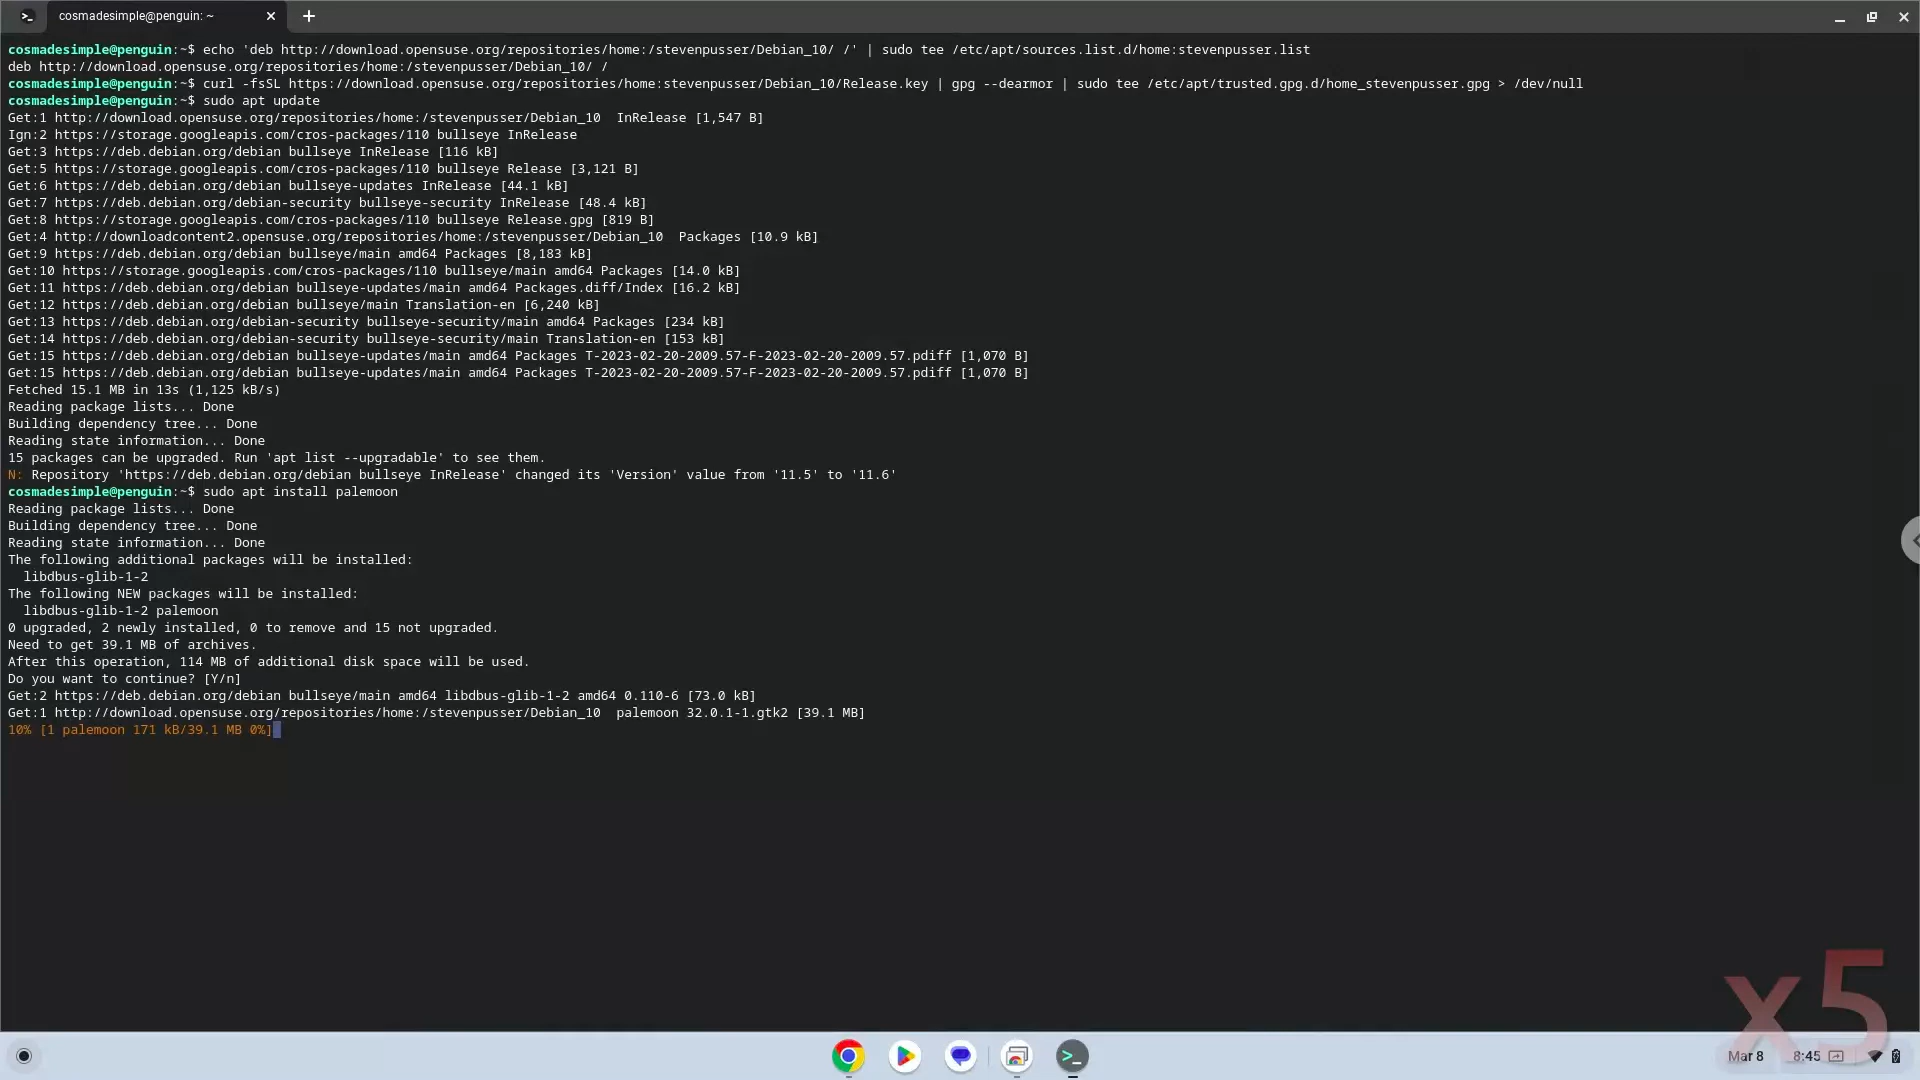 cosmadesimple@penguin: ~
cosmadesimple@penguin:~$ echo 'deb http://download.opensuse.org/repositories/home:/stevenpusser/Debian_10/ /' | sudo tee /etc/apt/sources.list.d/home:stevenpusser.list
deb http://download.opensuse.org/repositories/home:/stevenpusser/Debian_10/ /
cosmadesimple@penguin:~$ curl -fsSL https://download.opensuse.org/repositories/home:stevenpusser/Debian_10/Release.key | gpg --dearmor | sudo tee /etc/apt/trusted.gpg.d/home_stevenpusser.gpg > /dev/null
cosmadesimple@penguin:~$ sudo apt update
Get:1 http://download.opensuse.org/repositories/home:/stevenpusser/Debian_10  InRelease [1,547 B]
Ign:2 https://storage.googleapis.com/cros-packages/110 bullseye InRelease
Get:3 https://deb.debian.org/debian bullseye InRelease [116 kB]
Get:5 https://storage.googleapis.com/cros-packages/110 bullseye Release [3,121 B]
Get:6 https://deb.debian.org/debian bullseye-updates InRelease [44.1 kB]
Get:7 https://deb.debian.org/debian-security bullseye-security InRelease [48.4 kB]
Get:8 https://storage.googleapis.com/cros-packages/110 bullseye Release.gpg [819 B]
Get:4 http://downloadcontent2.opensuse.org/repositories/home:/stevenpusser/Debian_10  Packages [10.9 kB]
Get:9 https://deb.debian.org/debian bullseye/main amd64 Packages [8,183 kB]
Get:10 https://storage.googleapis.com/cros-packages/110 bullseye/main amd64 Packages [14.0 kB]
Get:11 https://deb.debian.org/debian bullseye-updates/main amd64 Packages.diff/Index [16.2 kB]
Get:12 https://deb.debian.org/debian bullseye/main Translation-en [6,240 kB]
Get:13 https://deb.debian.org/debian-security bullseye-security/main amd64 Packages [234 kB]
Get:14 https://deb.debian.org/debian-security bullseye-security/main Translation-en [153 kB]
Get:15 https://deb.debian.org/debian bullseye-updates/main amd64 Packages T-2023-02-20-2009.57-F-2023-02-20-2009.57.pdiff [1,070 B]
Get:15 https://deb.debian.org/debian bullseye-updates/main amd64 Packages T-2023-02-20-2009.57-F-2023-02-20-2009.57.pdiff [1,070 B]
Fetched 15.1 MB in 13s (1,125 kB/s)
Reading package lists... Done
Building dependency tree... Done
Reading state information... Done
15 packages can be upgraded. Run 'apt list --upgradable' to see them.
N: Repository 'https://deb.debian.org/debian bullseye InRelease' changed its 'Version' value from '11.5' to '11.6'
cosmadesimple@penguin:~$ sudo apt install palemoon
Reading package lists... Done
Building dependency tree... Done
Reading state information... Done
The following additional packages will be installed:
  libdbus-glib-1-2
The following NEW packages will be installed:
  libdbus-glib-1-2 palemoon
0 upgraded, 2 newly installed, 0 to remove and 15 not upgraded.
Need to get 39.1 MB of archives.
After this operation, 114 MB of additional disk space will be used.
Do you want to continue? [Y/n]
Get:2 https://deb.debian.org/debian bullseye/main amd64 libdbus-glib-1-2 amd64 0.110-6 [73.0 kB]
Get:1 http://download.opensuse.org/repositories/home:/stevenpusser/Debian_10  palemoon 32.0.1-1.gtk2 [39.1 MB]
10% [1 palemoon 171 kB/39.1 MB 0%]
x5
Mar 8 8:45